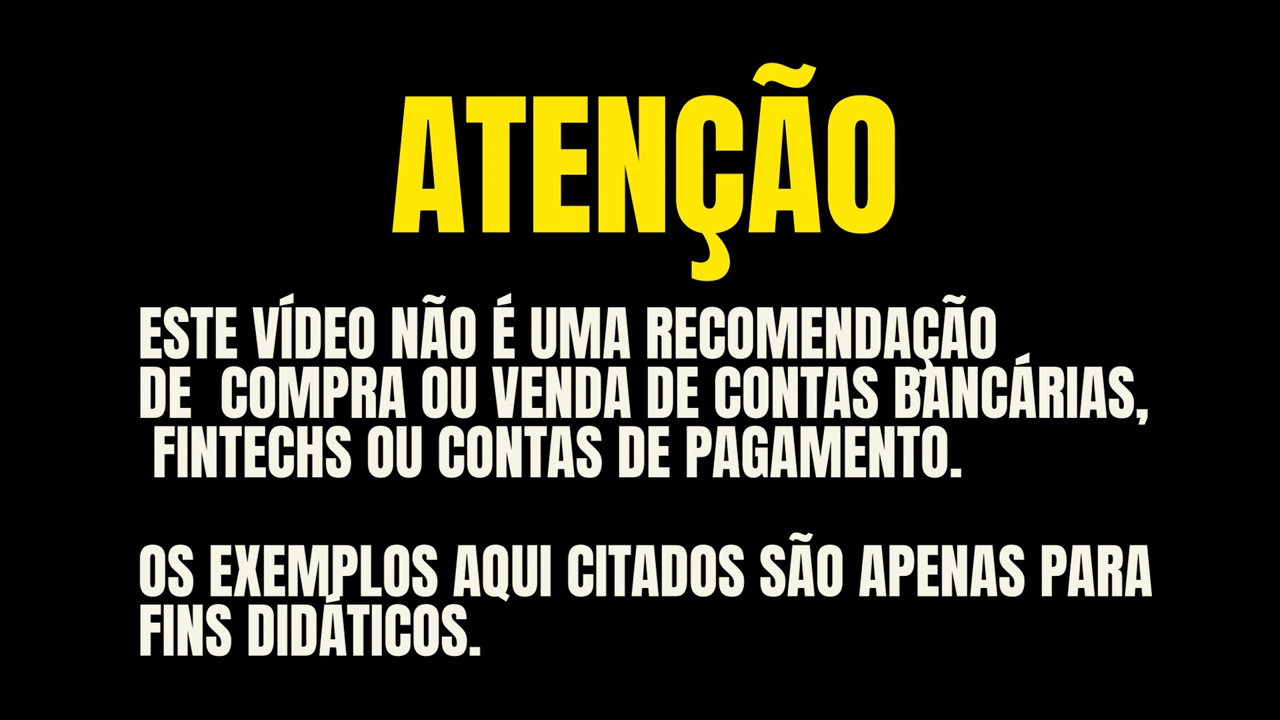 ATENÇÃO
ESTE VÍDEO NÃO É UMA RECOMENDAÇÃO
DE COMPRA OU VENDA DE CONTAS BANCÁRIAS,
FINTECHS OU CONTAS DE PAGAMENTO.
OS EXEMPLOS AQUI CITADOS SÃO APENAS PARA
FINS DIDÁTICOS.